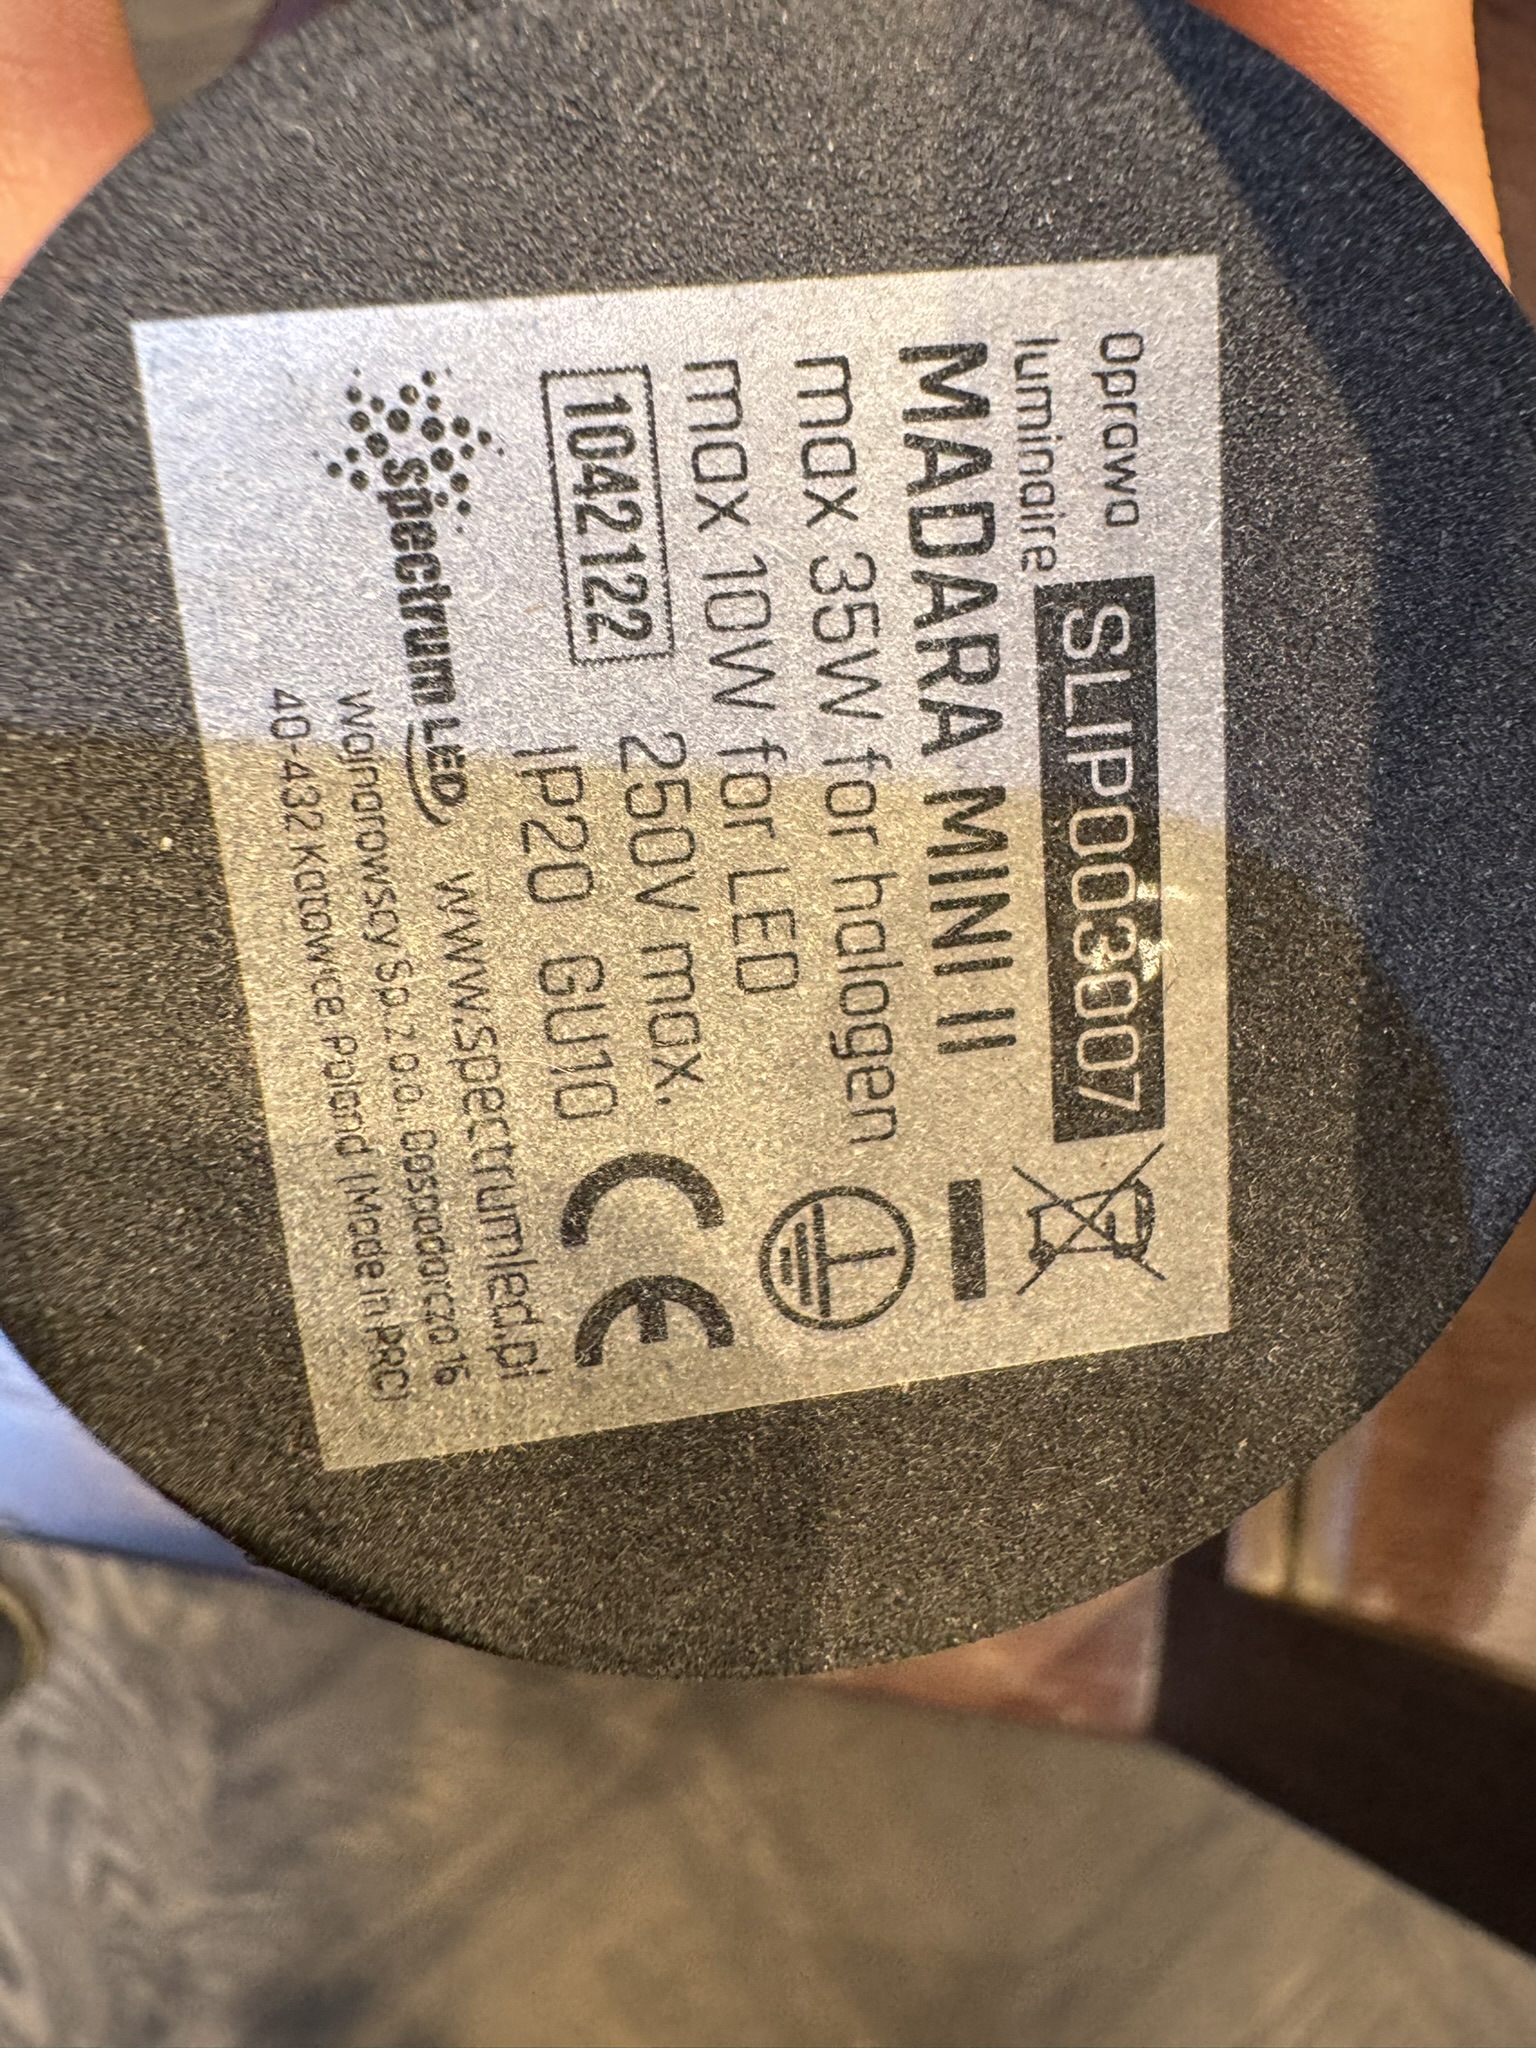 Oprawa
luminaire
SLIP003007
MADARA MINI II
max 35W for halogen
max 10W for LED
250V max.
1042122
IP20 GU10
CE
spectrum LED
www.spectrumled.pl
Wojnarowscy Sp. z o.o. Gospodarcza 16
40-432 Katowice, Poland (Made in PRC)